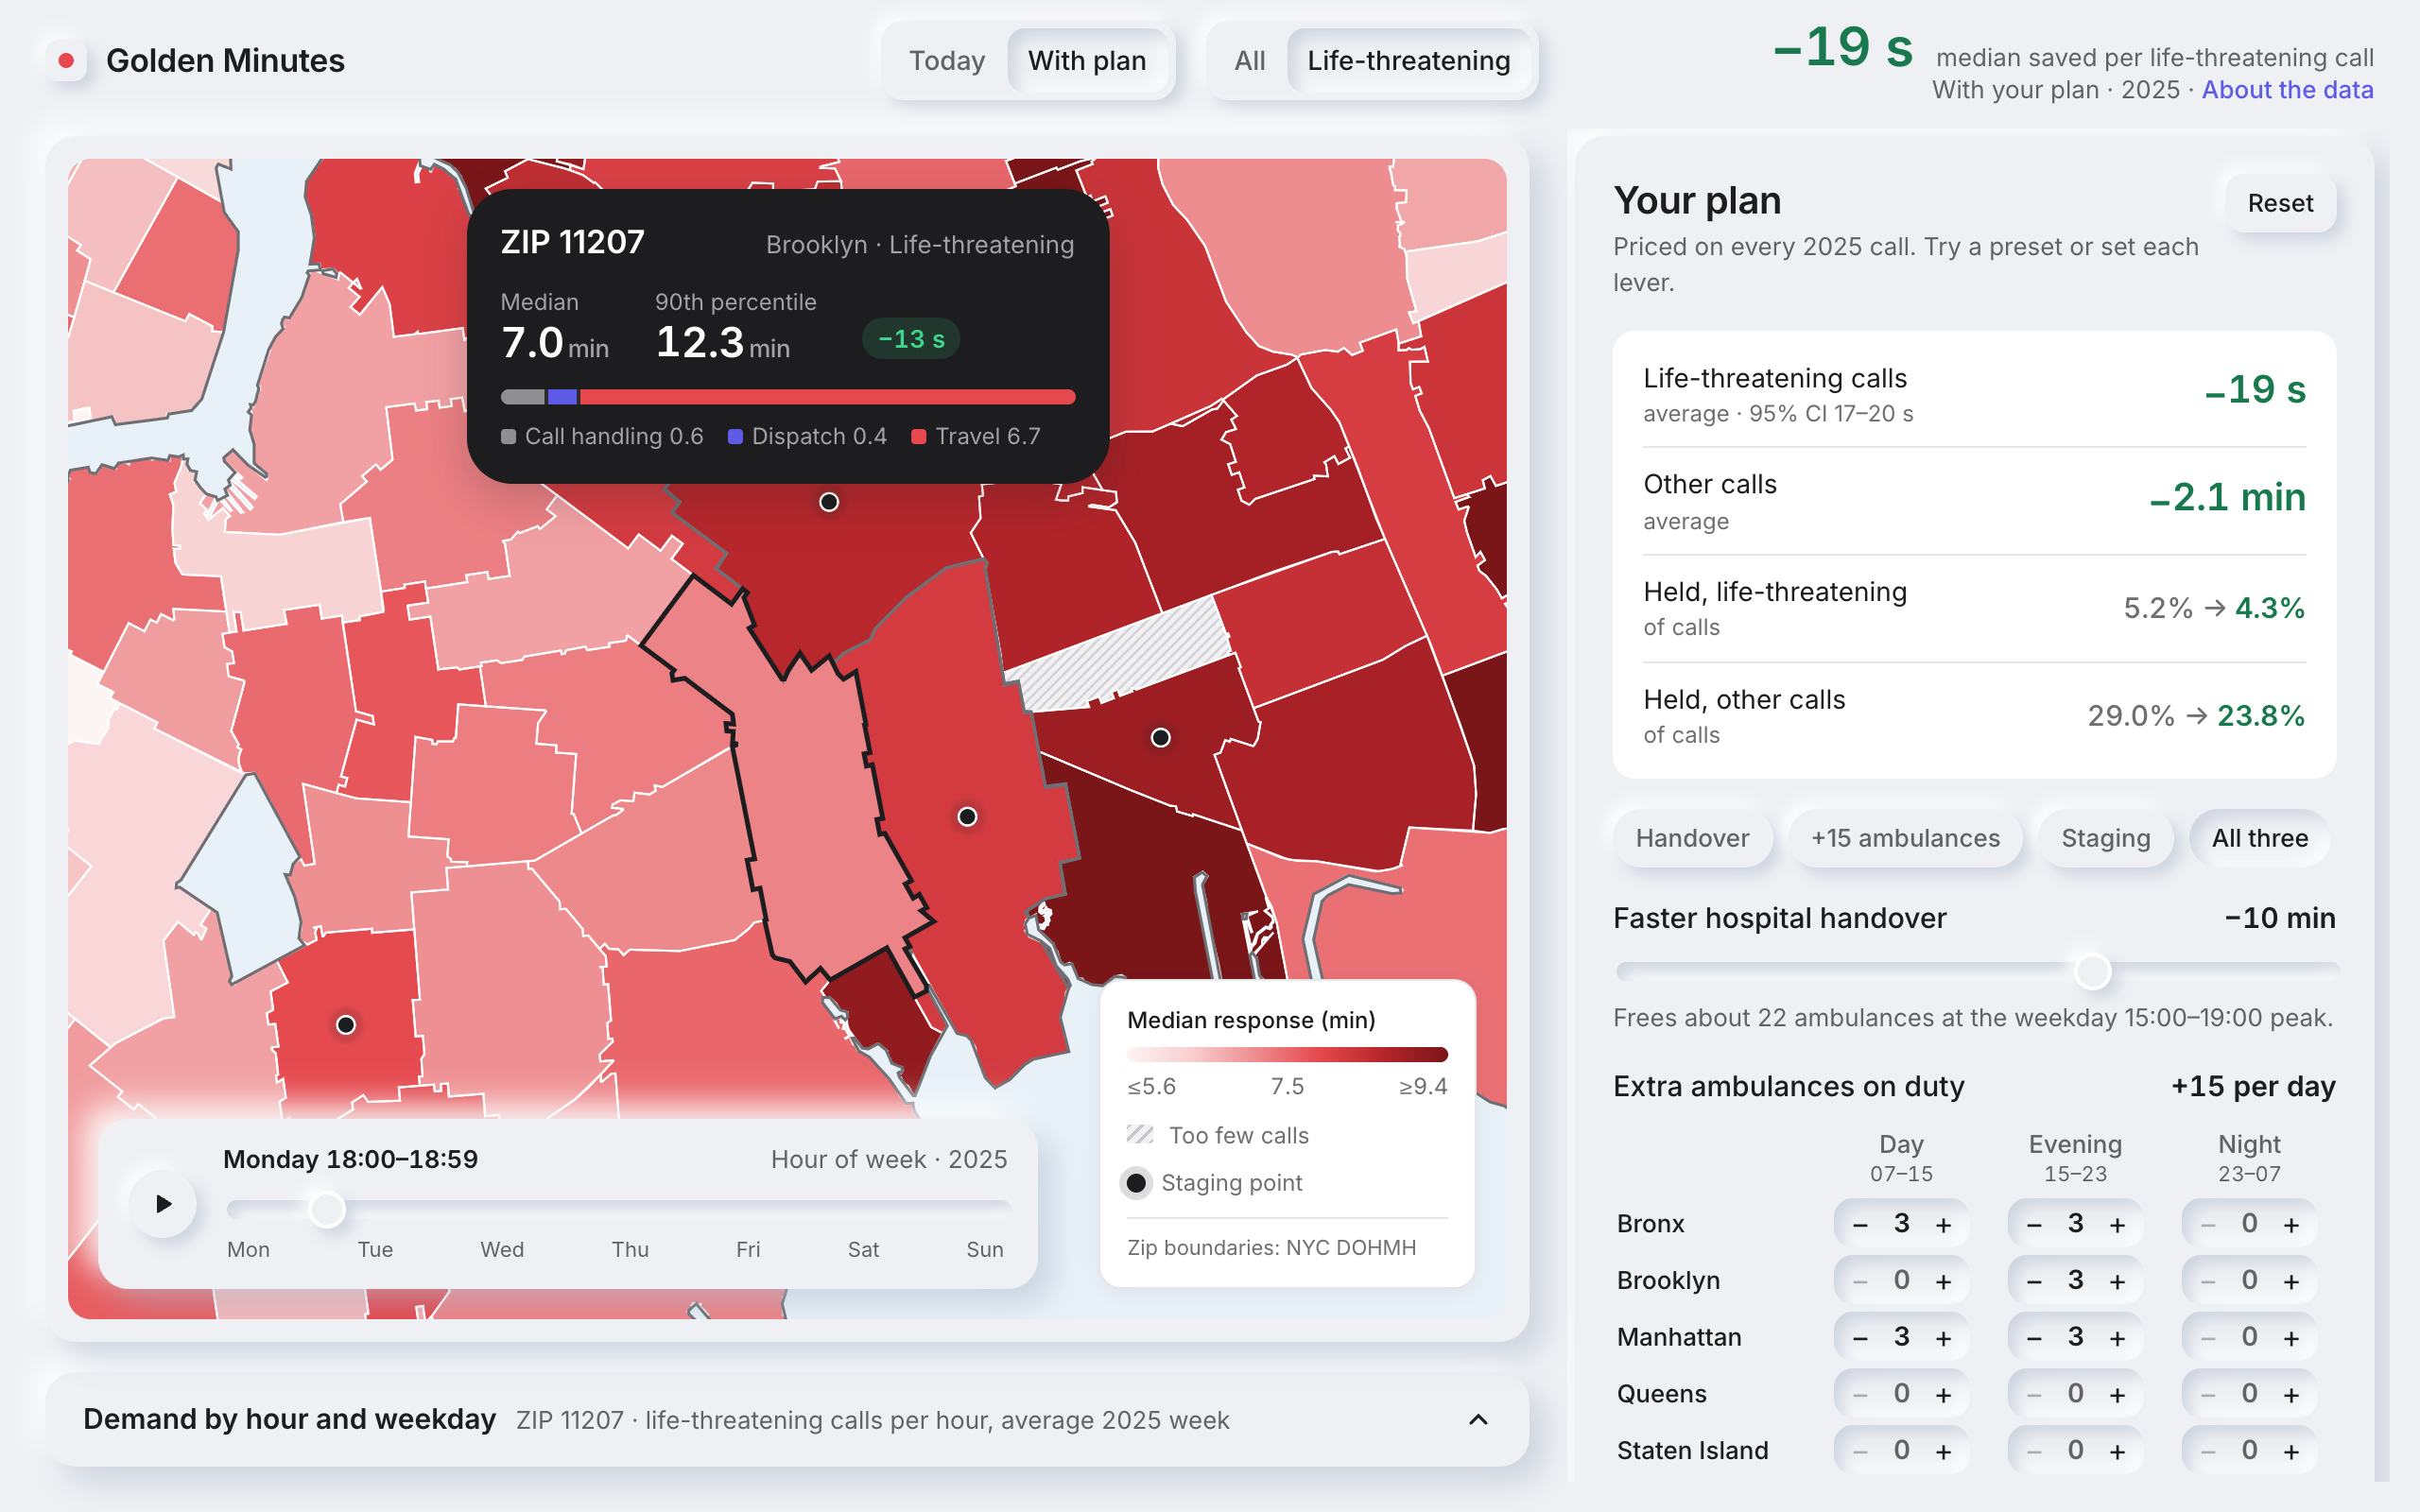 Golden Minutes
Today
With plan
All
Life-threatening
−19 s median saved per life-threatening call
With your plan · 2025 · About the data
ZIP 11207
Brooklyn · Life-threatening
Median
90th percentile
7.0 min
12.3 min
−13 s
Call handling 0.6
Dispatch 0.4
Travel 6.7
Median response (min)
≤5.6
7.5
≥9.4
Too few calls
Staging point
Zip boundaries: NYC DOHMH
Monday 18:00–18:59
Hour of week · 2025
Mon
Tue
Wed
Thu
Fri
Sat
Sun
Demand by hour and weekday
ZIP 11207 · life-threatening calls per hour, average 2025 week
Your plan
Reset
Priced on every 2025 call. Try a preset or set each
lever.
Life-threatening calls
average · 95% CI 17–20 s
−19 s
Other calls
average
−2.1 min
Held, life-threatening
of calls
5.2% → 4.3%
Held, other calls
of calls
29.0% → 23.8%
Handover
+15 ambulances
Staging
All three
Faster hospital handover
−10 min
Frees about 22 ambulances at the weekday 15:00–19:00 peak.
Extra ambulances on duty
+15 per day
Day
Evening
Night
07–15
15–23
23–07
Bronx − 3 + − 3 + − 0 +
Brooklyn − 0 + − 3 + − 0 +
Manhattan − 3 + − 3 + − 0 +
Queens − 0 + − 0 + − 0 +
Staten Island − 0 + − 0 + − 0 +